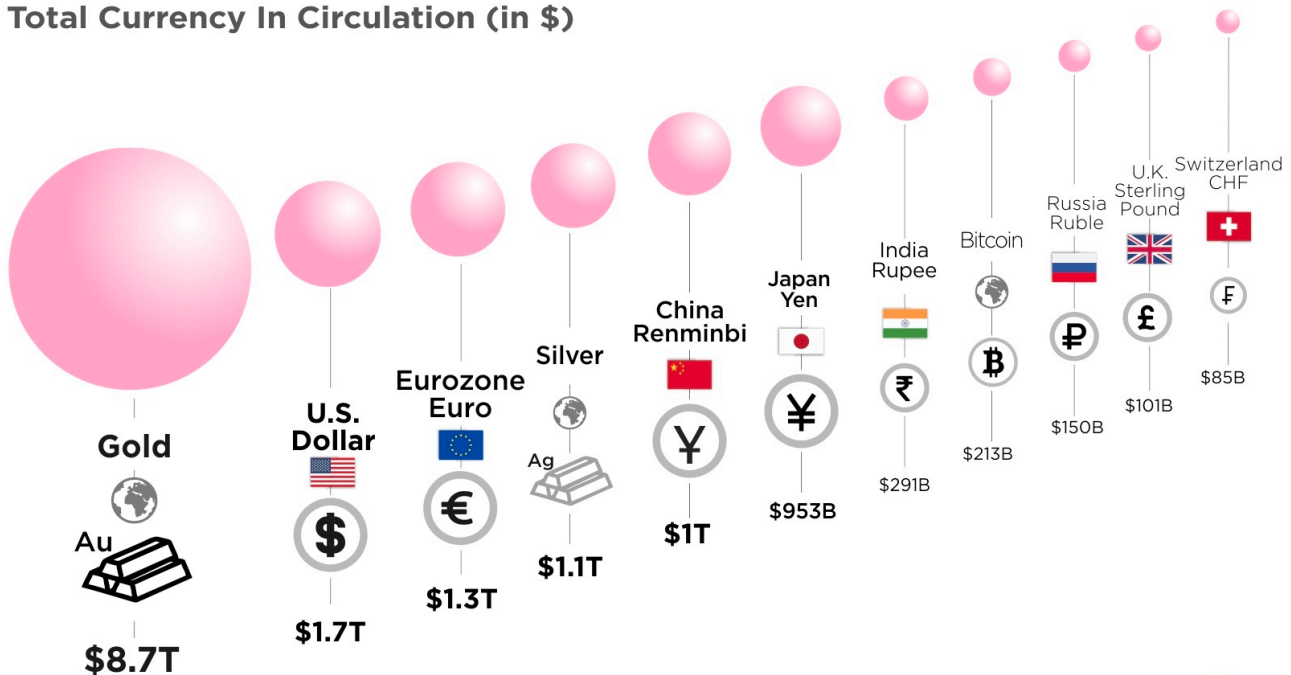 Total Currency In Circulation (in $)
Gold
Au
$8.7T
U.S.
Dollar
$
$1.7T
Eurozone
Euro
€
$1.3T
Silver
Ag
$1.1T
China
Renminbi
¥
$1T
Japan
Yen
¥
$953B
India
Rupee
₹
$291B
Bitcoin
₿
$213B
Russia
Ruble
₽
$150B
U.K.
Sterling
Pound
£
$101B
Switzerland
CHF
₣
$85B